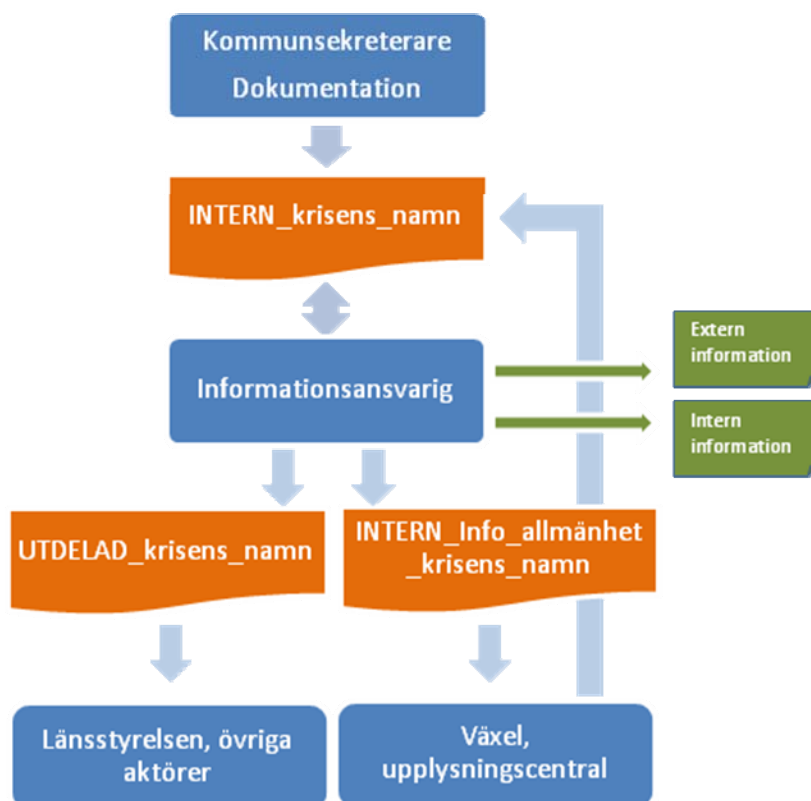 Kommunsekreterare
Dokumentation
INTERN_krisens_namn
Informationsansvarig
Extern
information
Intern
information
UTDELAD_krisens_namn
INTERN_Info_allmänhet
_krisens_namn
Länsstyrelsen, övriga
aktörer
Växel,
upplysningscentral